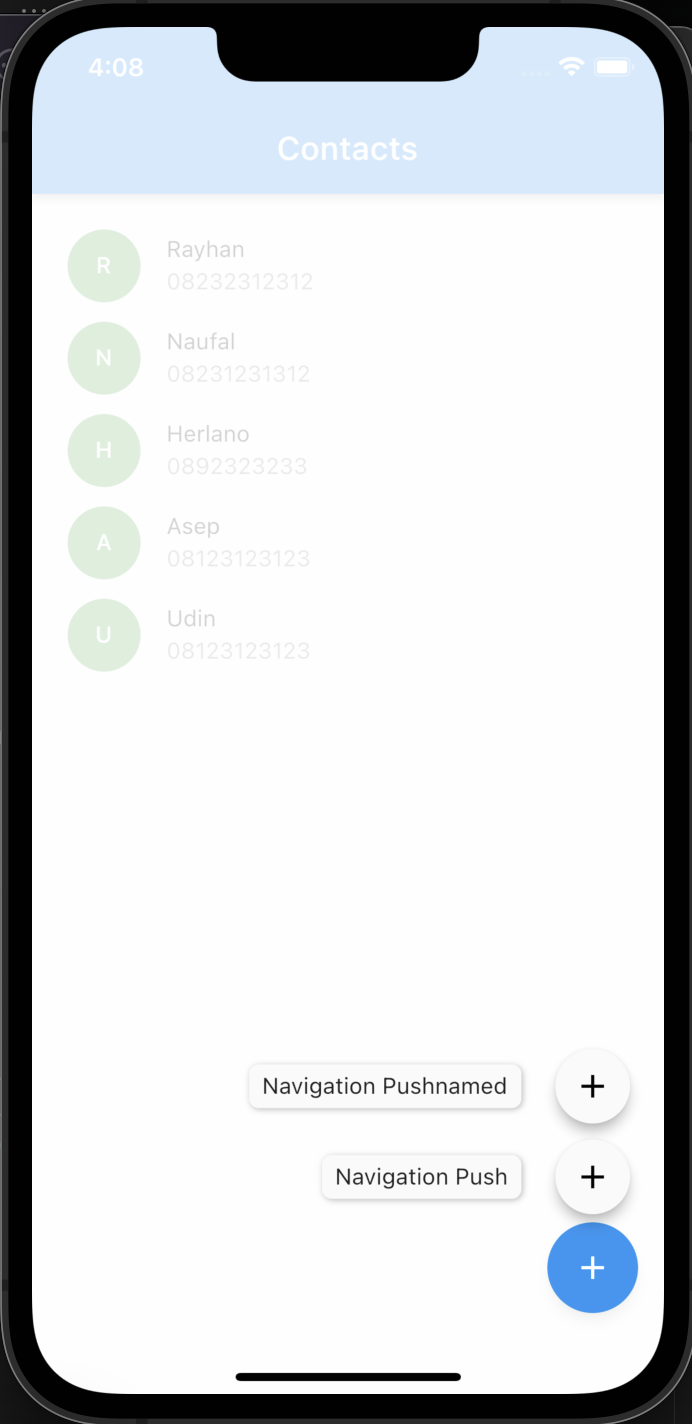 4:08
Contacts
R
Rayhan
08232312312
N
Naufal
08231231312
H
Herlano
0892323233
A
Asep
08123123123
U
Udin
08123123123
Navigation Pushnamed
Navigation Push